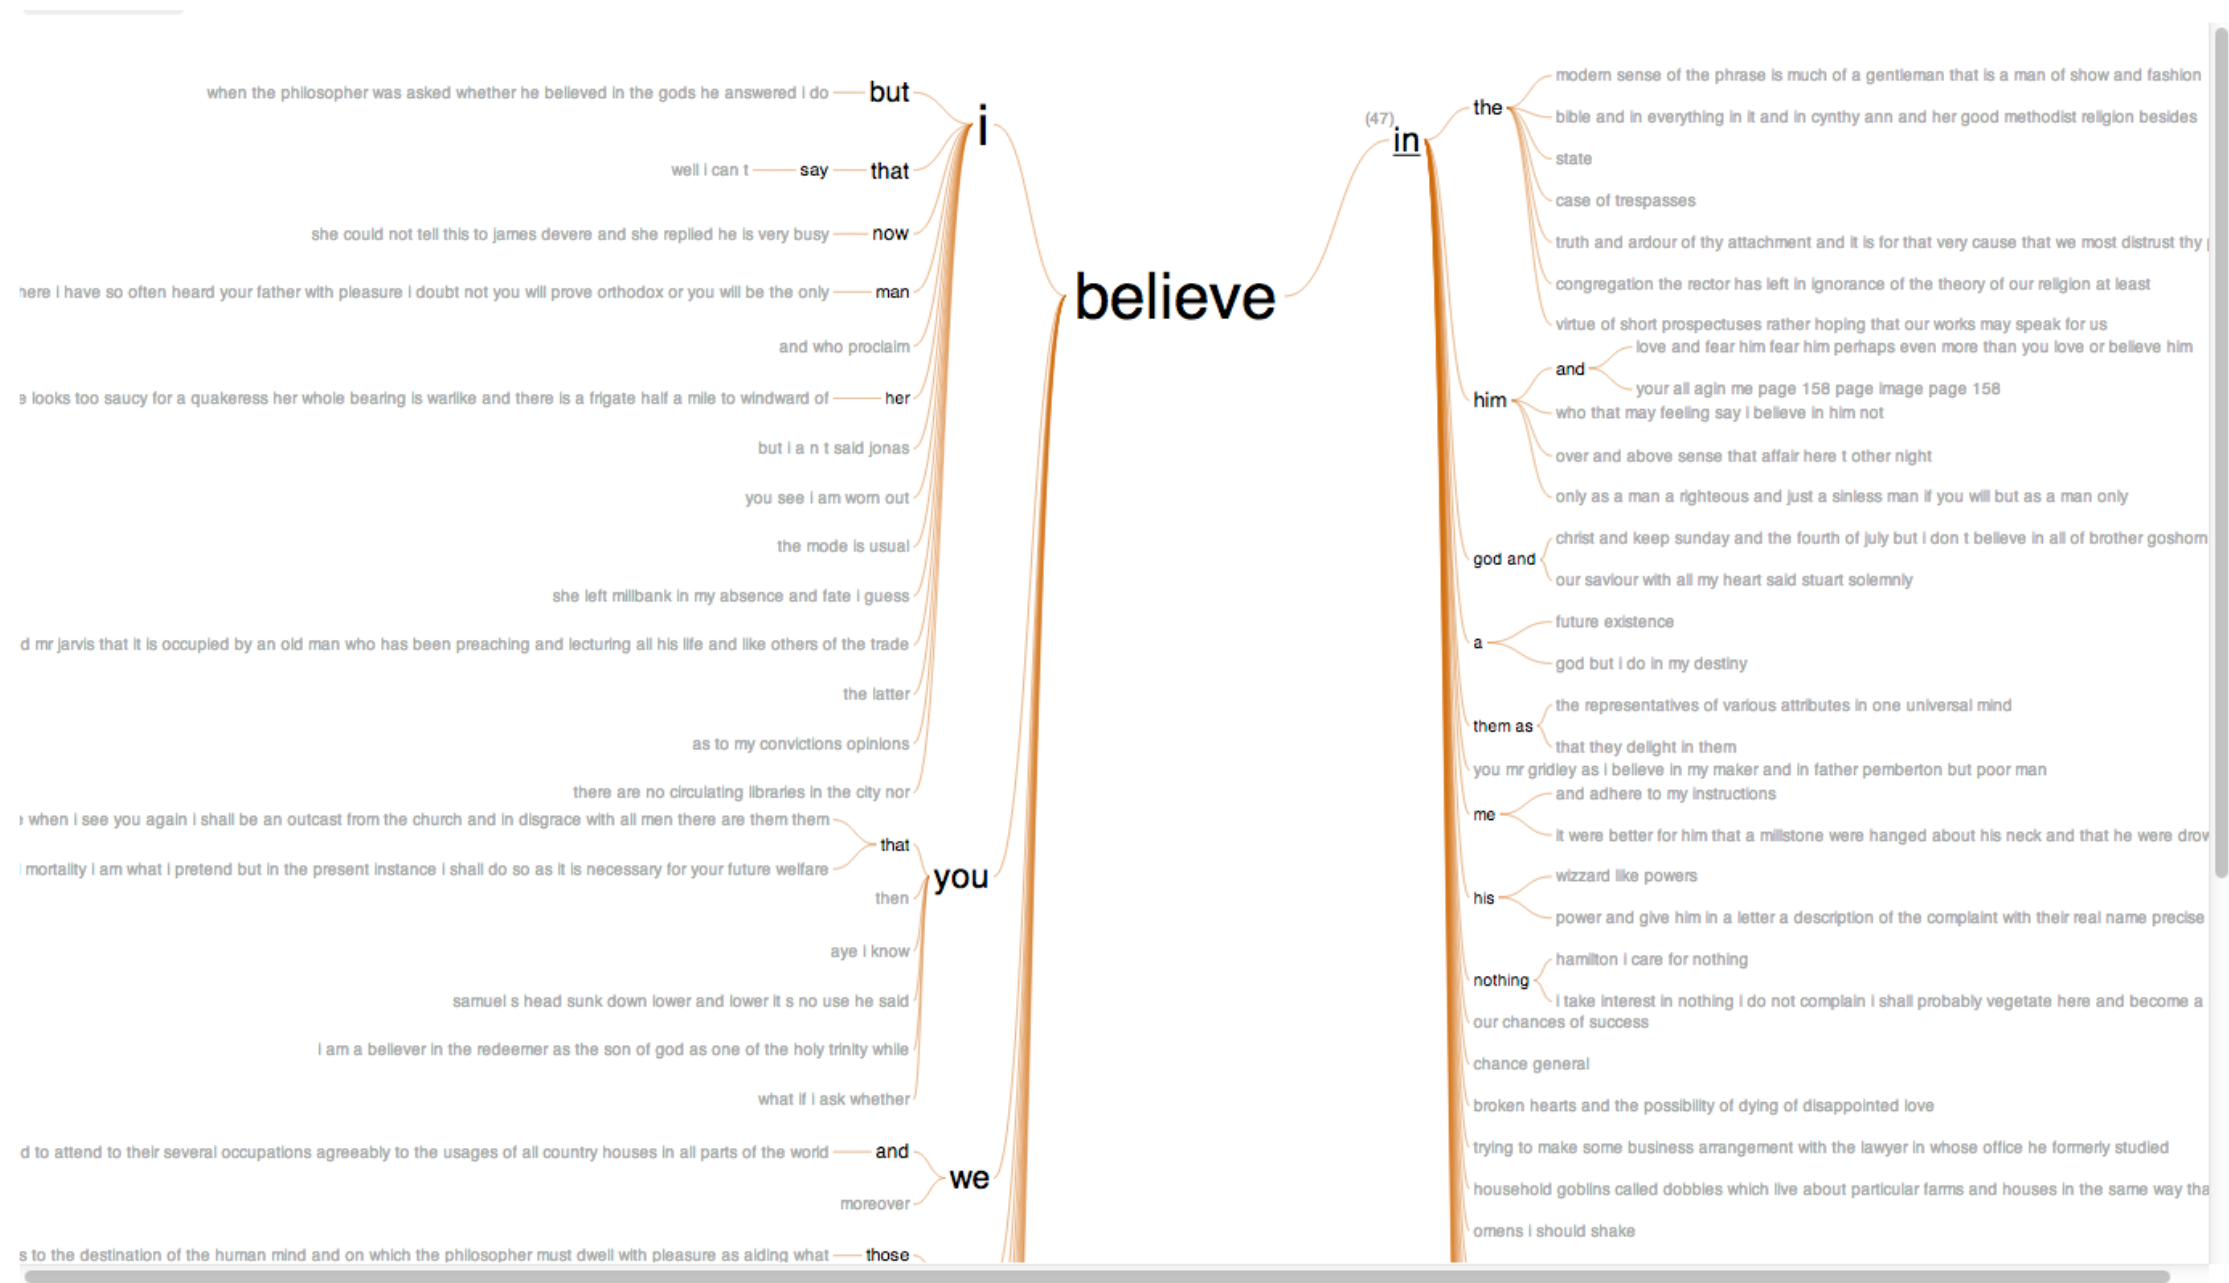 when the philosopher was asked whether he believed in the gods he answered i do but
i
well i can t say that
she could not tell this to james devere and she replied he is very busy now
here i have so often heard your father with pleasure i doubt not you will prove orthodox or you will be the only man
and who proclaim
looks too saucy for a quakeress her whole bearing is warlike and there is a frigate half a mile to windward of her
but i a n t said jonas
you see i am worn out
the mode is usual
she left millbank in my absence and fate i guess
d mr jarvis that it is occupied by an old man who has been preaching and lecturing all his life and like others of the trade
the latter
as to my convictions opinions
there are no circulating libraries in the city nor
when i see you again i shall be an outcast from the church and in disgrace with all men there are them them
that
mortality i am what i pretend but in the present instance i shall do so as it is necessary for your future welfare
you
then
aye i know
samuel s head sunk down lower and lower it s no use he said
i am a believer in the redeemer as the son of god as one of the holy trinity while
what if i ask whether
d to attend to their several occupations agreeably to the usages of all country houses in all parts of the world and
we
moreover
s to the destination of the human mind and on which the philosopher must dwell with pleasure as aiding what those
believe
(47)
in
the
modern sense of the phrase is much of a gentleman that is a man of show and fashion
bible and in everything in it and in cynthy ann and her good methodist religion besides
state
case of trespasses
truth and ardour of thy attachment and it is for that very cause that we most distrust thy
congregation the rector has left in ignorance of the theory of our religion at least
virtue of short prospectuses rather hoping that our works may speak for us
him
and
love and fear him fear him perhaps even more than you love or believe him
your all agin me page 158 page image page 158
who that may feeling say i believe in him not
over and above sense that affair here t other night
only as a man a righteous and just a sinless man if you will but as a man only
god and
christ and keep sunday and the fourth of july but i don t believe in all of brother goshorn
our saviour with all my heart said stuart solemnly
a
future existence
god but i do in my destiny
them as
the representatives of various attributes in one universal mind
that they delight in them
you mr gridley as i believe in my maker and in father pemberton but poor man
me
and adhere to my instructions
it were better for him that a millstone were hanged about his neck and that he were drow
his
wizzard like powers
power and give him in a letter a description of the complaint with their real name precise
nothing
hamilton i care for nothing
i take interest in nothing i do not complain i shall probably vegetate here and become a
our chances of success
chance general
broken hearts and the possibility of dying of disappointed love
trying to make some business arrangement with the lawyer in whose office he formerly studied
household goblins called dobbies which live about particular farms and houses in the same way tha
omens i should shake